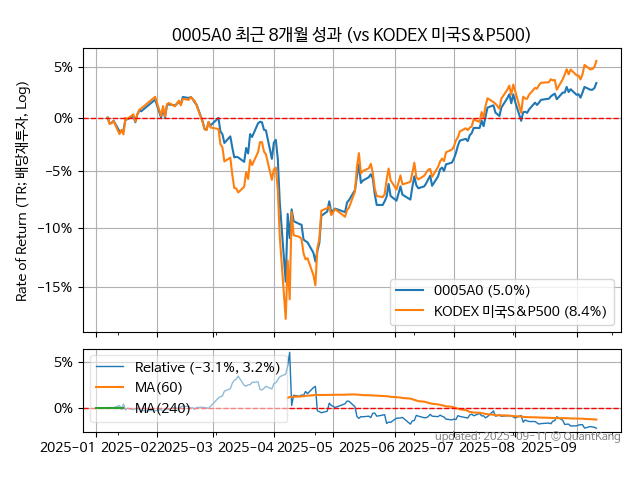 0005A0 최근 8개월 성과 (vs KODEX 미국S&P500)
Rate of Return (TR: 배당재투자, Log)
5%
0%
−5%
−10%
−15%
0005A0 (5.0%)
KODEX 미국S&P500 (8.4%)
5%
0%
Relative (−3.1%, 3.2%)
MA(60)
MA(240)
2025−01 2025−02 2025−03 2025−04 2025−05 2025−06 2025−07 2025−08 2025−09
updated: 2025-09-11 © QuantKang